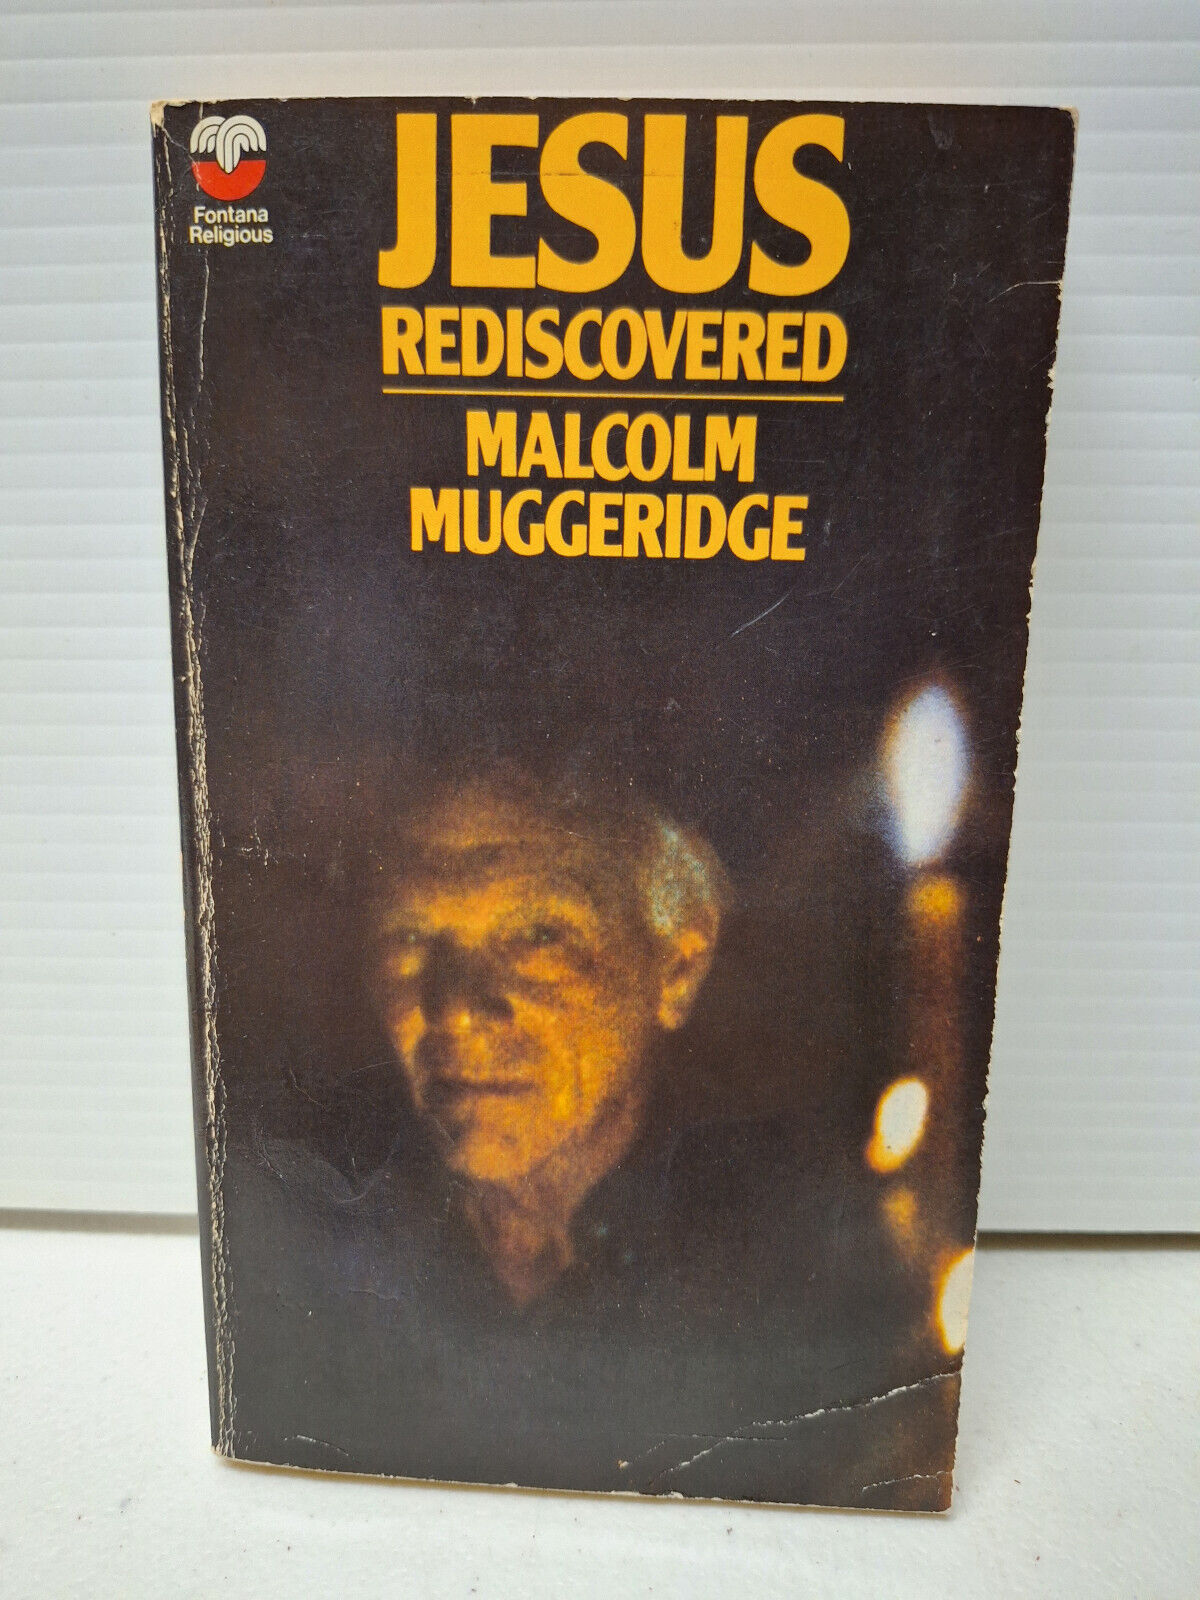 Fontana
Religious
JESUS
REDISCOVERED
MALCOLM
MUGGERIDGE